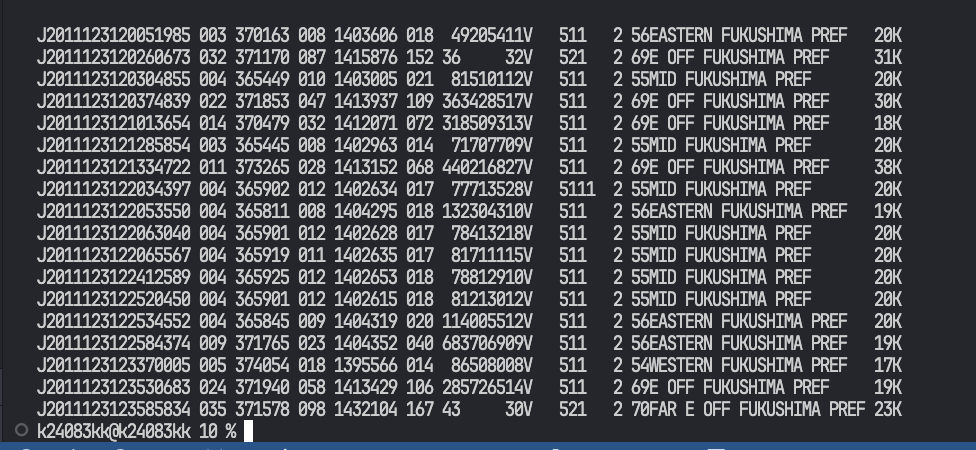 J2011123120051985 003 370163 008 1403606 018  49205411V   511   2 56EASTERN FUKUSHIMA PREF   20K
J2011123120260673 032 371170 087 1415876 152 36     32V   521   2 69E OFF FUKUSHIMA PREF     31K
J2011123120304855 004 365449 010 1403005 021  81510112V   511   2 55MID FUKUSHIMA PREF       20K
J2011123120374839 022 371853 047 1413937 109 363428517V   511   2 69E OFF FUKUSHIMA PREF     30K
J2011123121013654 014 370479 032 1412071 072 318509313V   511   2 69E OFF FUKUSHIMA PREF     18K
J2011123121285854 003 365445 008 1402963 014  71707709V   511   2 55MID FUKUSHIMA PREF       20K
J2011123121334722 011 373265 028 1413152 068 440216827V   511   2 69E OFF FUKUSHIMA PREF     38K
J2011123122034397 004 365902 012 1402634 017  77713528V   5111  2 55MID FUKUSHIMA PREF       20K
J2011123122053550 004 365811 008 1404295 018 132304310V   511   2 56EASTERN FUKUSHIMA PREF   19K
J2011123122063040 004 365901 012 1402628 017  78413218V   511   2 55MID FUKUSHIMA PREF       20K
J2011123122065567 004 365919 011 1402635 017  81711115V   511   2 55MID FUKUSHIMA PREF       20K
J2011123122412589 004 365925 012 1402653 018  78812910V   511   2 55MID FUKUSHIMA PREF       20K
J2011123122520450 004 365901 012 1402615 018  81213012V   511   2 55MID FUKUSHIMA PREF       20K
J2011123122534552 004 365845 009 1404319 020 114005512V   511   2 56EASTERN FUKUSHIMA PREF   20K
J2011123122584374 009 371765 023 1404352 040 683706909V   511   2 56EASTERN FUKUSHIMA PREF   19K
J2011123123370005 005 374054 018 1395566 014  86508008V   511   2 54WESTERN FUKUSHIMA PREF   17K
J2011123123530683 024 371940 058 1413429 106 285726514V   511   2 69E OFF FUKUSHIMA PREF     19K
J2011123123585834 035 371578 098 1432104 167 43     30V   521   2 70FAR E OFF FUKUSHIMA PREF 23K
k24083kk@k24083kk 10 %